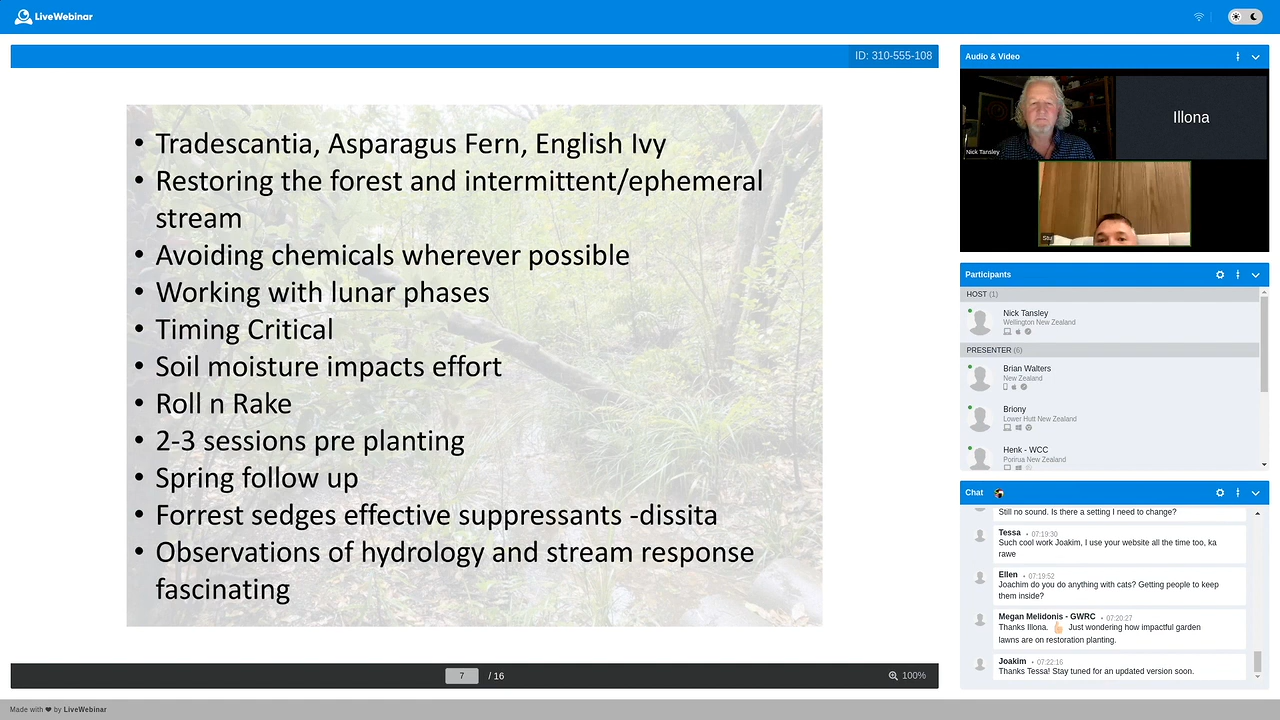 LiveWebinar
ID: 310-555-108
• Tradescantia, Asparagus Fern, English Ivy
• Restoring the forest and intermittent/ephemeral
stream
• Avoiding chemicals wherever possible
• Working with lunar phases
• Timing Critical
• Soil moisture impacts effort
• Roll n Rake
• 2-3 sessions pre planting
• Spring follow up
• Forrest sedges effective suppressants -dissita
• Observations of hydrology and stream response
fascinating
7 / 16
100%
Made with ❤ by LiveWebinar
Audio & Video
Nick Tansley
Illona
Stu
Participants
HOST (1)
Nick Tansley
Wellington New Zealand
PRESENTER (6)
Brian Walters
New Zealand
Briony
Lower Hutt New Zealand
Henk - WCC
Porirua New Zealand
Chat
Still no sound. Is there a setting I need to change?
Tessa • 07:19:30
Such cool work Joakim, I use your website all the time too, ka
rawe
Ellen • 07:19:52
Joachim do you do anything with cats? Getting people to keep
them inside?
Megan Melidonis - GWRC • 07:20:27
Thanks Illona. Just wondering how impactful garden
lawns are on restoration planting.
Joakim • 07:22:16
Thanks Tessa! Stay tuned for an updated version soon.